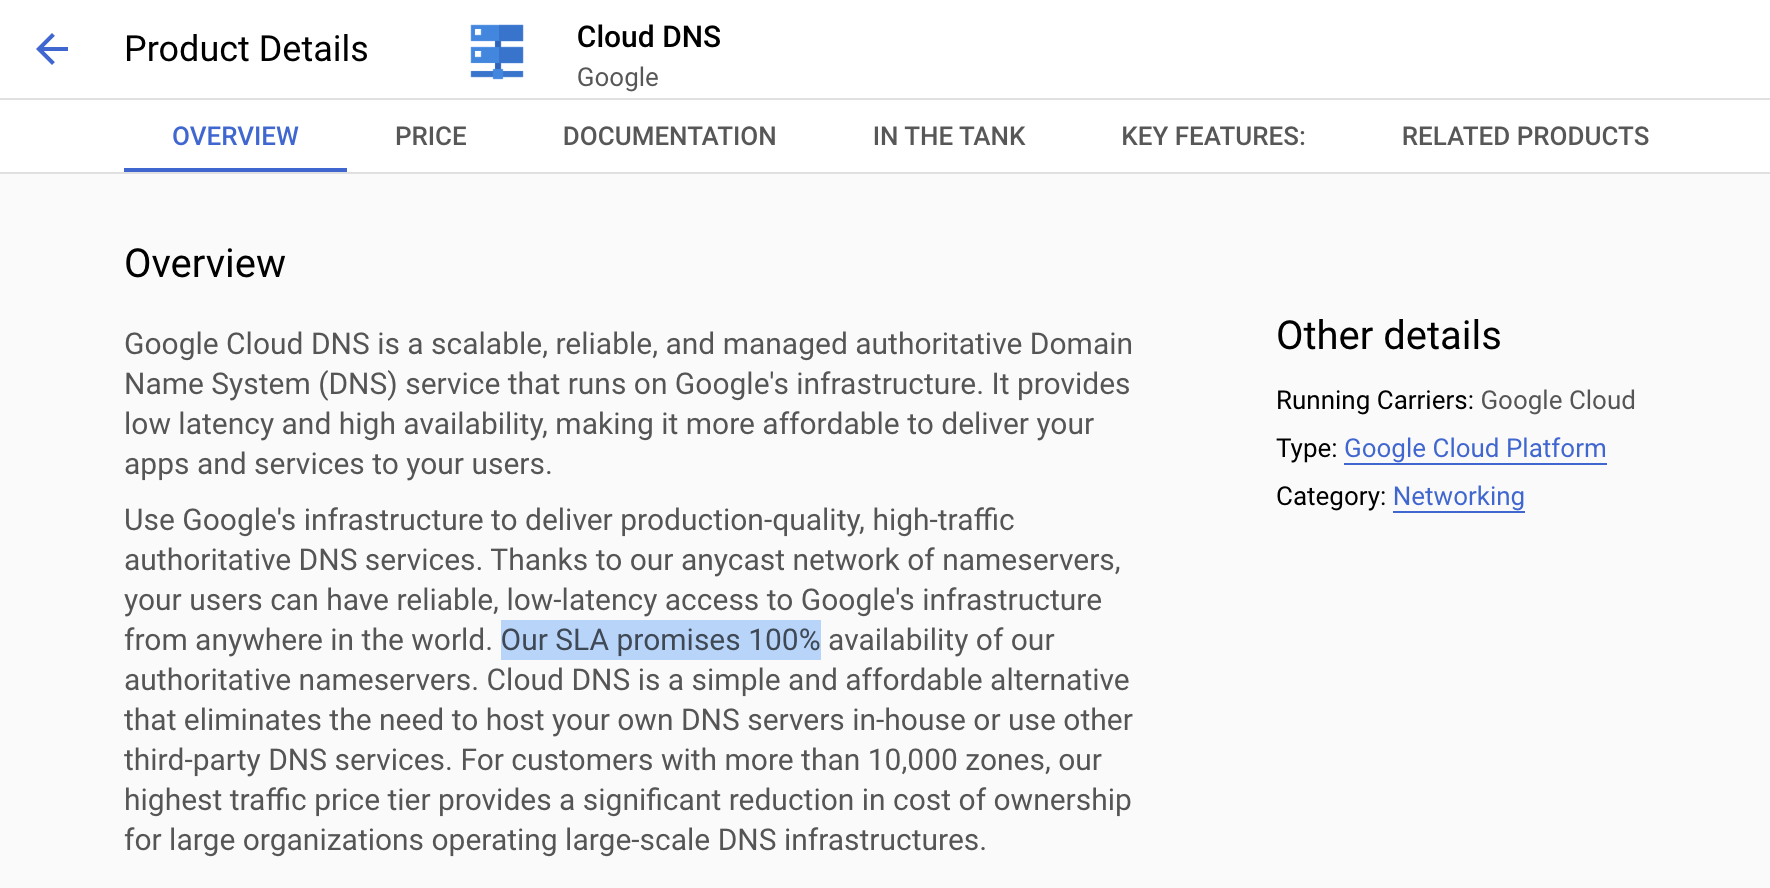 Product Details
Cloud DNS
Google
OVERVIEW
PRICE
DOCUMENTATION
IN THE TANK
KEY FEATURES:
RELATED PRODUCTS
Overview
Google Cloud DNS is a scalable, reliable, and managed authoritative Domain
Name System (DNS) service that runs on Google's infrastructure. It provides
low latency and high availability, making it more affordable to deliver your
apps and services to your users.
Use Google's infrastructure to deliver production-quality, high-traffic
authoritative DNS services. Thanks to our anycast network of nameservers,
your users can have reliable, low-latency access to Google's infrastructure
from anywhere in the world. Our SLA promises 100% availability of our
authoritative nameservers. Cloud DNS is a simple and affordable alternative
that eliminates the need to host your own DNS servers in-house or use other
third-party DNS services. For customers with more than 10,000 zones, our
highest traffic price tier provides a significant reduction in cost of ownership
for large organizations operating large-scale DNS infrastructures.
Other details
Running Carriers: Google Cloud
Type: Google Cloud Platform
Category: Networking